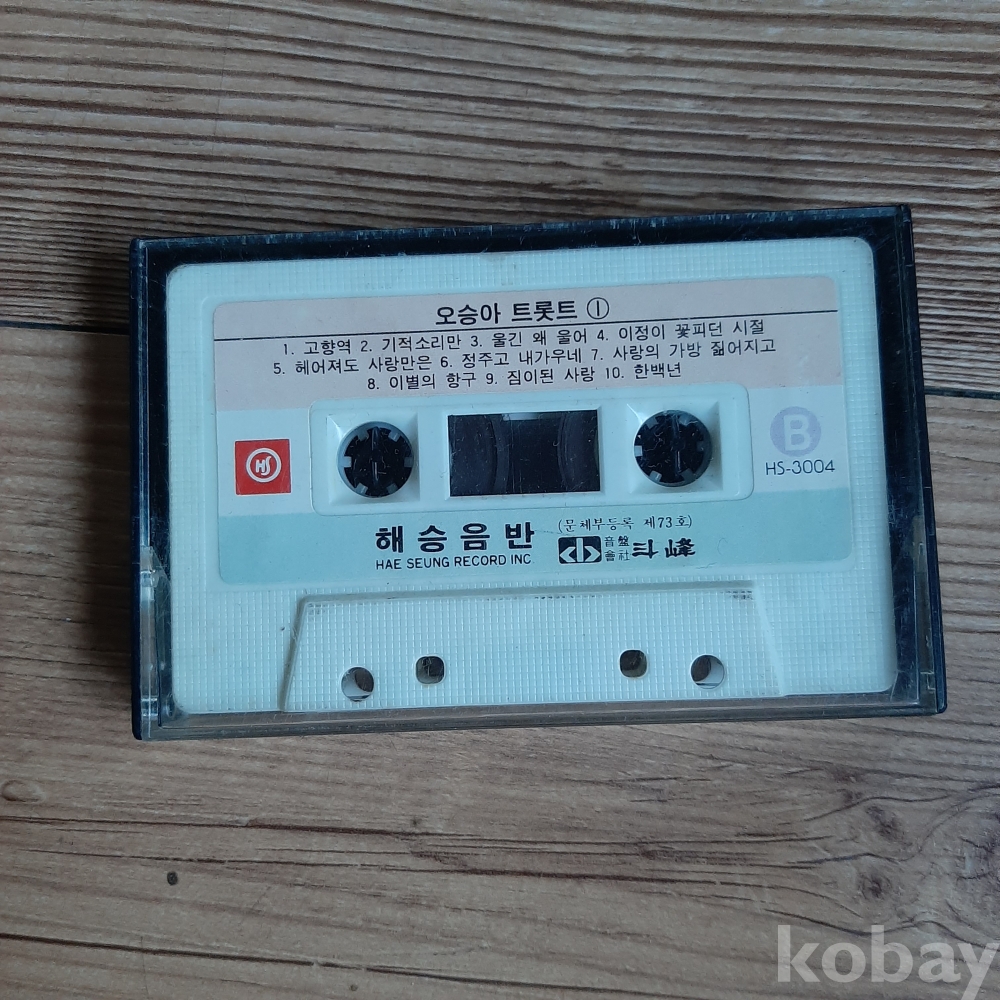 오승아 트롯트 ①
1. 고향역 2. 기적소리만 3. 울긴 왜 울어 4. 이정이 꽃피던 시절
5. 헤어져도 사랑만은 6. 정주고 내가우네 7. 사랑의 가방 짊어지고
8. 이별의 항구 9. 짐이된 사랑 10. 한백년
HS
B
HS-3004
해승음반 (문체부등록 제73호)
HAE SEUNG RECORD INC.
音盤
會社
峰
kobay